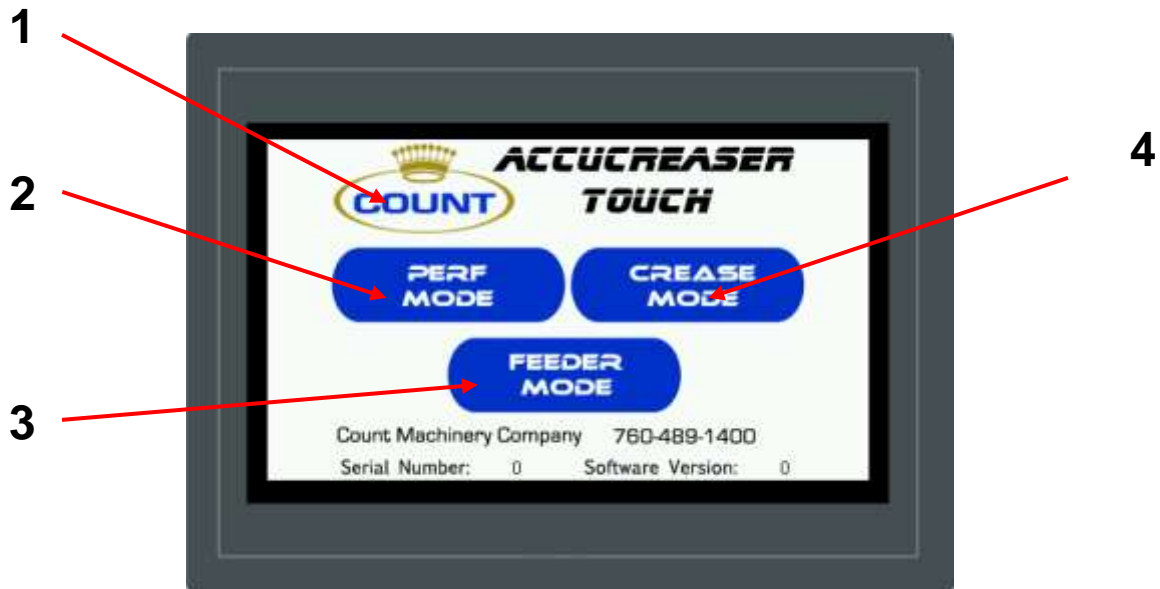 1
ACCUCREASER
4
2
COUNT
TOUCH
PERF
MODE
CREASE
MODE
FEEDER
MODE
3
Count Machinery Company 760-489-1400
Serial Number: 0 Software Version: 0